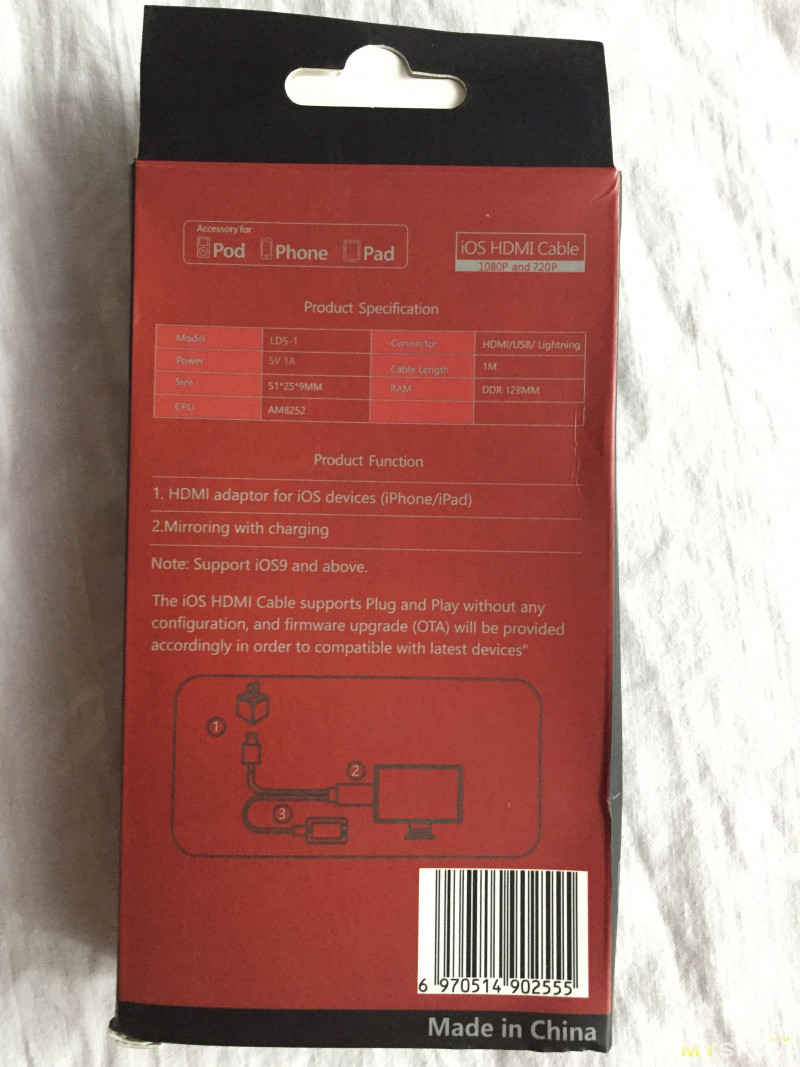 Accessory for
iPod iPhone iPad
iOS HDMI Cable
1080P and 720P
Product Specification
Model LD5-1 Connector HDMI/USB/ Lightning
Power 5V 1A Cable Length 1M
Size 51*25*9MM RAM DDR 128MM
CPU AM8252
Product Function
1. HDMI adaptor for iOS devices (iPhone/iPad)
2.Mirroring with charging
Note: Support iOS9 and above.
The iOS HDMI Cable supports Plug and Play without any
configuration, and firmware upgrade (OTA) will be provided
accordingly in order to compatible with latest devices"
1
2
3
6 970514 902555
Made in China